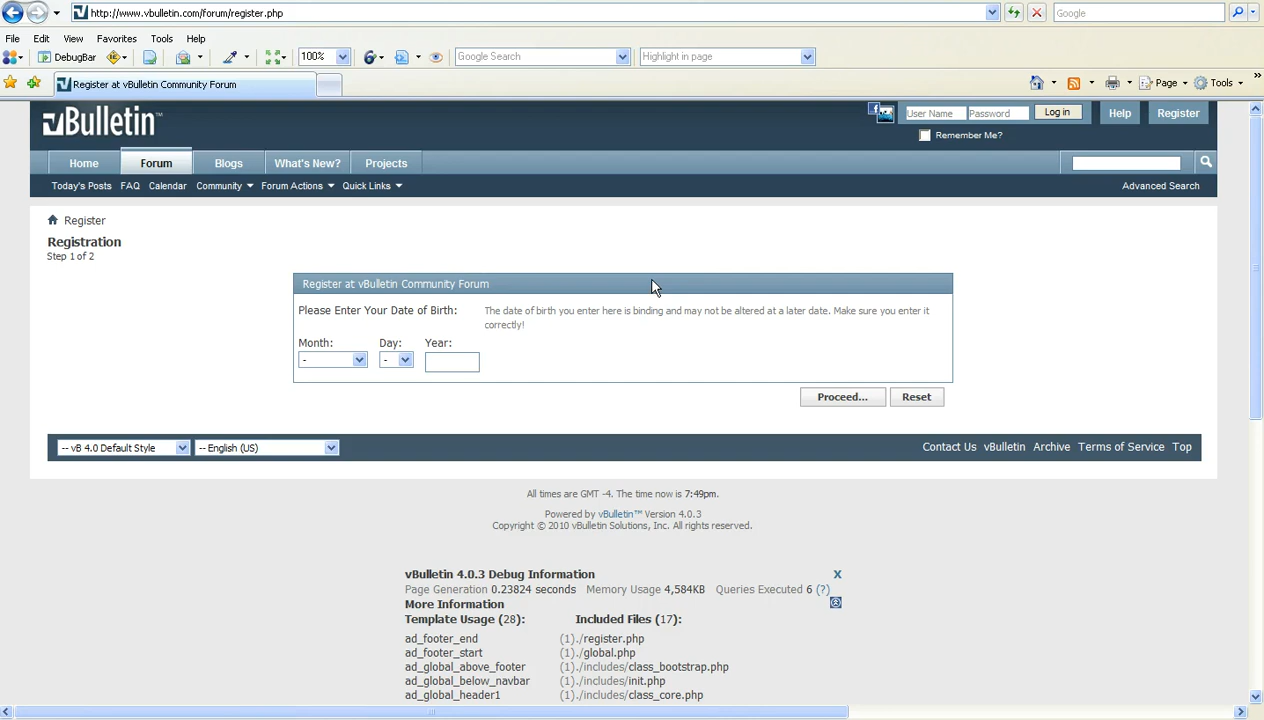 http://www.vbulletin.com/forum/register.php
Google
File Edit View Favorites Tools Help
DebugBar 100% Google Search Highlight in page
Register at vBulletin Community Forum
Page Tools
vBulletin™
User Name Password Log in Help Register
Remember Me?
Home Forum Blogs What's New? Projects
Today's Posts FAQ Calendar Community Forum Actions Quick Links Advanced Search
Register
Registration
Step 1 of 2
Register at vBulletin Community Forum
Please Enter Your Date of Birth: The date of birth you enter here is binding and may not be altered at a later date. Make sure you enter it
correctly!
Month: Day: Year:
- -
Proceed... Reset
-- vB 4.0 Default Style -- English (US) Contact Us vBulletin Archive Terms of Service Top
All times are GMT -4. The time now is 7:49pm.
Powered by vBulletin™ Version 4.0.3
Copyright © 2010 vBulletin Solutions, Inc. All rights reserved.
vBulletin 4.0.3 Debug Information X
Page Generation 0.23824 seconds Memory Usage 4,584KB Queries Executed 6 (?)
More Information
Template Usage (28): Included Files (17):
ad_footer_end (1)./register.php
ad_footer_start (1)./global.php
ad_global_above_footer (1)./includes/class_bootstrap.php
ad_global_below_navbar (1)./includes/init.php
ad_global_header1 (1)./includes/class_core.php